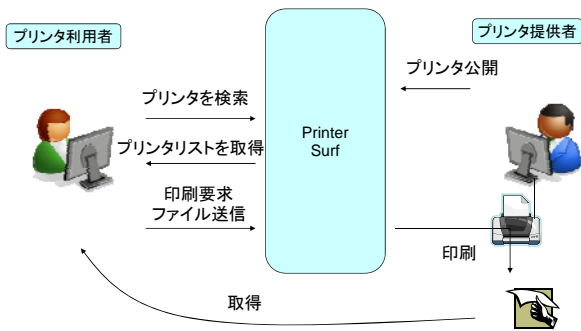 プリンタ利用者
プリンタ提供者
プリンタ公開
プリンタを検索
プリンタリストを取得
Printer
Surf
印刷要求
ファイル送信
印刷
取得